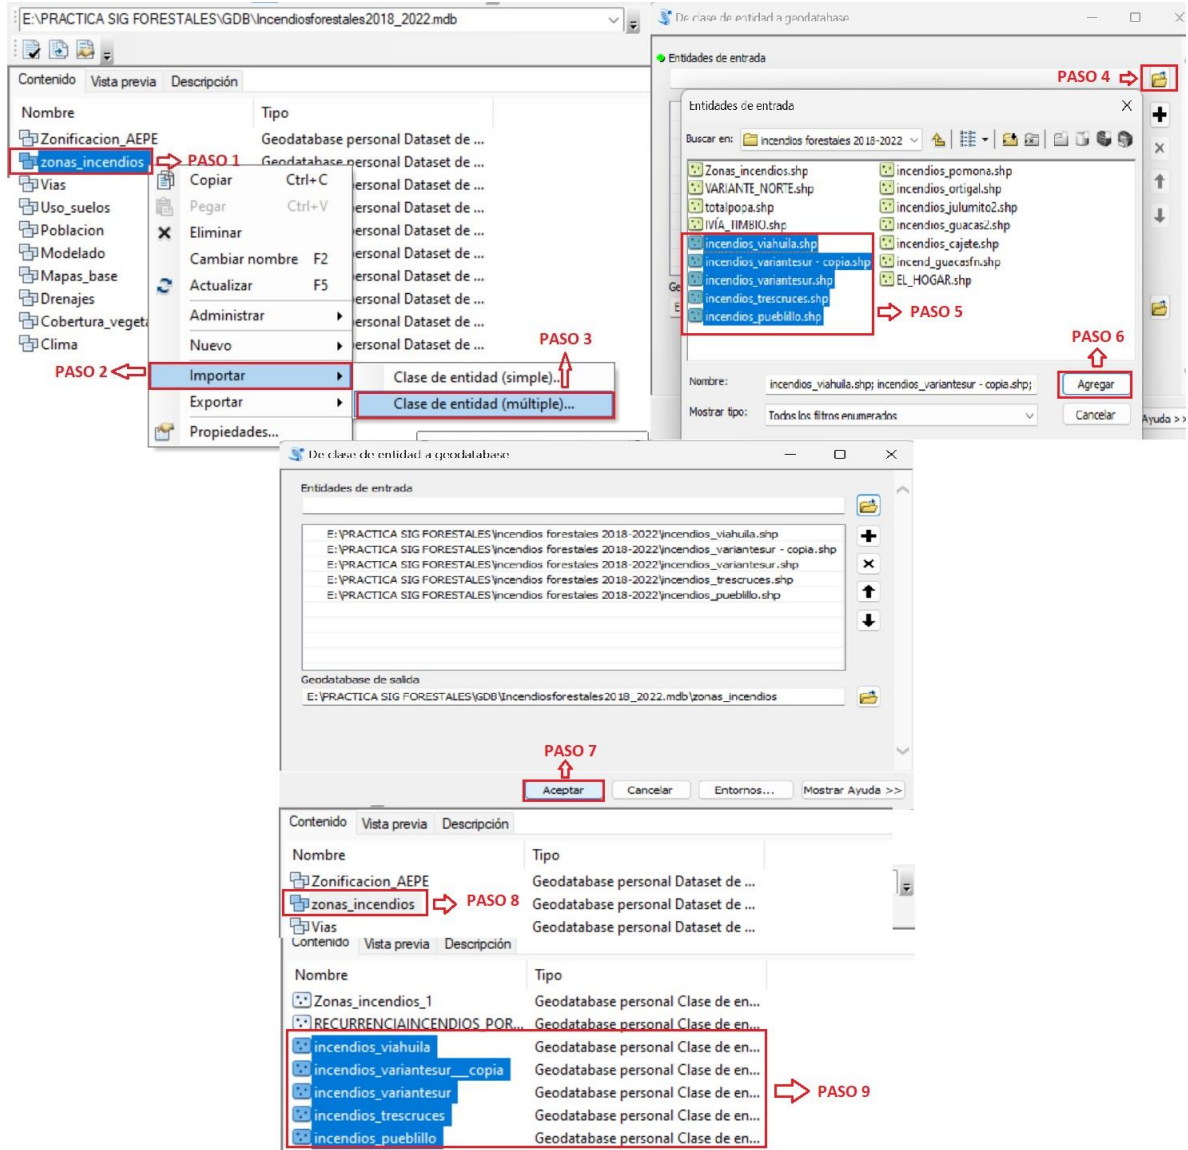 E:\PRACTICA SIG FORESTALES\GDB\Incendiosforestales2018_2022.mdb
Contenido Vista previa Descripción
Nombre Tipo
Zonificacion_AEPE Geodatabase personal Dataset de ...
zonas_incendios PASO 1 Geodatabase personal Dataset de ...
Vias ersonal Dataset de ...
Uso_suelos ersonal Dataset de ...
Poblacion ersonal Dataset de ...
Modelado ersonal Dataset de ...
Mapas_base ersonal Dataset de ...
Drenajes ersonal Dataset de ...
Cobertura_vegeta ersonal Dataset de ...
Clima ersonal Dataset de ...
Copiar Ctrl+C
Pegar Ctrl+V
Eliminar
Cambiar nombre F2
Actualizar F5
Administrar
Nuevo
PASO 2 Importar
Exportar
Propiedades...
PASO 3
Clase de entidad (simple)...
Clase de entidad (múltiple)...
De clase de entidad a geodatabase
Entidades de entrada
PASO 4
Entidades de entrada
Buscar en: incendios forestales 2018-2022
Zonas_incendios.shp incendios_pomona.shp
VARIANTE_NORTE.shp incendios_ortigal.shp
totalpopa.shp incendios_julumito2.shp
IVÍA_TIMBIO.shp incendios_guacas2.shp
incendios_viahuila.shp incendios_cajete.shp
incendios_variantesur - copia.shp incend_guacasfn.shp
incendios_variantesur.shp EL_HOGAR.shp
incendios_trescruces.shp
incendios_pueblillo.shp
PASO 5
PASO 6
Nombre: incendios_viahuila.shp; incendios_variantesur - copia.shp; Agregar
Mostrar tipo: Todos los filtros enumerados Cancelar
Ge
E
Ayuda >>
De clase de entidad a geodatabase
Entidades de entrada
E:\PRACTICA SIG FORESTALES\incendios forestales 2018-2022\incendios_viahuila.shp
E:\PRACTICA SIG FORESTALES\incendios forestales 2018-2022\incendios_variantesur - copia.shp
E:\PRACTICA SIG FORESTALES\incendios forestales 2018-2022\incendios_variantesur.shp
E:\PRACTICA SIG FORESTALES\incendios forestales 2018-2022\incendios_trescruces.shp
E:\PRACTICA SIG FORESTALES\incendios forestales 2018-2022\incendios_pueblillo.shp
Geodatabase de salida
E:\PRACTICA SIG FORESTALES\GDB\Incendiosforestales2018_2022.mdb\zonas_incendios
PASO 7
Aceptar Cancelar Entornos... Mostrar Ayuda >>
Contenido Vista previa Descripción
Nombre Tipo
Zonificacion_AEPE Geodatabase personal Dataset de ...
zonas_incendios PASO 8 Geodatabase personal Dataset de ...
Vias Geodatabase personal Dataset de ...
Contenido Vista previa Descripción
Nombre Tipo
Zonas_incendios_1 Geodatabase personal Clase de en...
RECURRENCIAINCENDIOS_POR... Geodatabase personal Clase de en...
incendios_viahuila Geodatabase personal Clase de en...
incendios_variantesur__copia Geodatabase personal Clase de en...
incendios_variantesur Geodatabase personal Clase de en...
incendios_trescruces Geodatabase personal Clase de en...
incendios_pueblillo Geodatabase personal Clase de en...
PASO 9